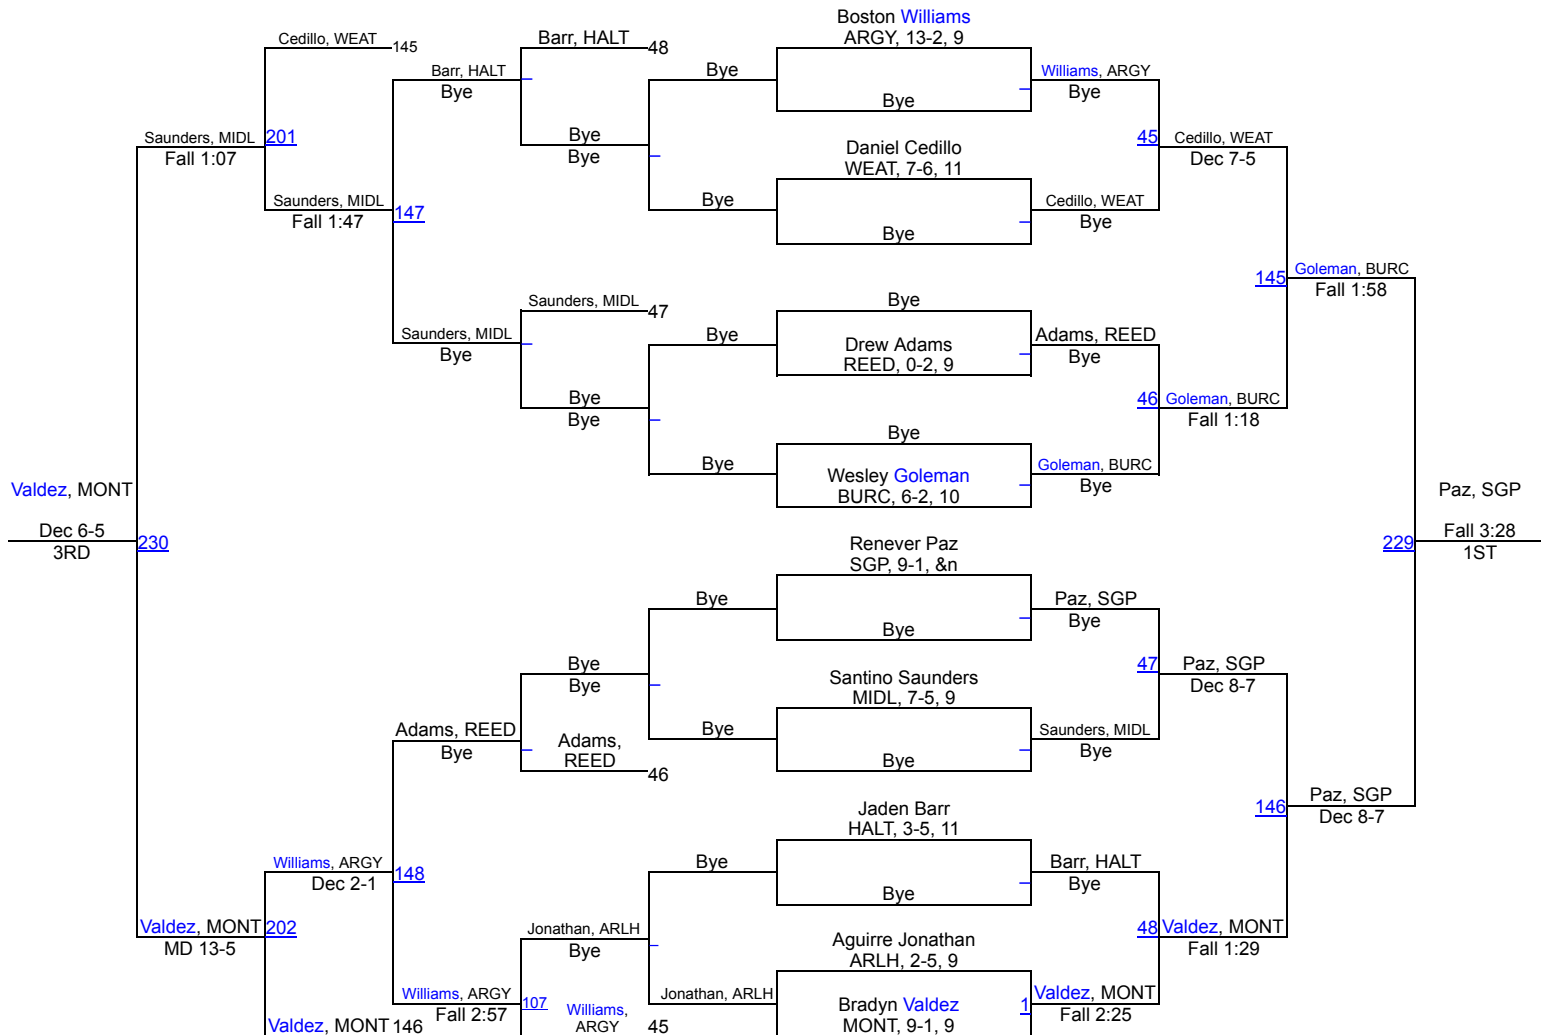 Boston Williams
ARGY, 13-2, 9
Cedillo, WEAT 145
Barr, HALT 48
Barr, HALT
Bye
Bye
Williams, ARGY
Bye
Bye
Saunders, MIDL 201
Fall 1:07
Bye
Bye
Daniel Cedillo
WEAT, 7-6, 11
45 Cedillo, WEAT
Dec 7-5
Saunders, MIDL 147
Fall 1:47
Bye
Cedillo, WEAT
Bye
Bye
145 Goleman, BURC
Fall 1:58
Saunders, MIDL 47
Bye
Saunders, MIDL
Bye
Bye
Drew Adams
REED, 0-2, 9
Adams, REED
Bye
Bye
Bye
46 Goleman, BURC
Fall 1:18
Bye
Bye
Wesley Goleman
BURC, 6-2, 10
Goleman, BURC
Bye
Valdez, MONT
Dec 6-5
3RD
230
Paz, SGP
229 Fall 3:28
1ST
Renever Paz
SGP, 9-1, &n
Bye
Paz, SGP
Bye
Bye
Bye
Bye
Santino Saunders
MIDL, 7-5, 9
47 Paz, SGP
Dec 8-7
Adams, REED
Bye
Adams,
REED 46
Bye
Saunders, MIDL
Bye
Bye
Jaden Barr
HALT, 3-5, 11
146 Paz, SGP
Dec 8-7
Williams, ARGY 148
Dec 2-1
Bye
Barr, HALT
Bye
Bye
Valdez, MONT 202
MD 13-5
Jonathan, ARLH
Bye
Aguirre Jonathan
ARLH, 2-5, 9
48 Valdez, MONT
Fall 1:29
Williams, ARGY 107
Fall 2:57
Jonathan, ARLH
Bradyn Valdez
MONT, 9-1, 9
1 Valdez, MONT
Fall 2:25
Valdez, MONT 146
Williams,
ARGY 45